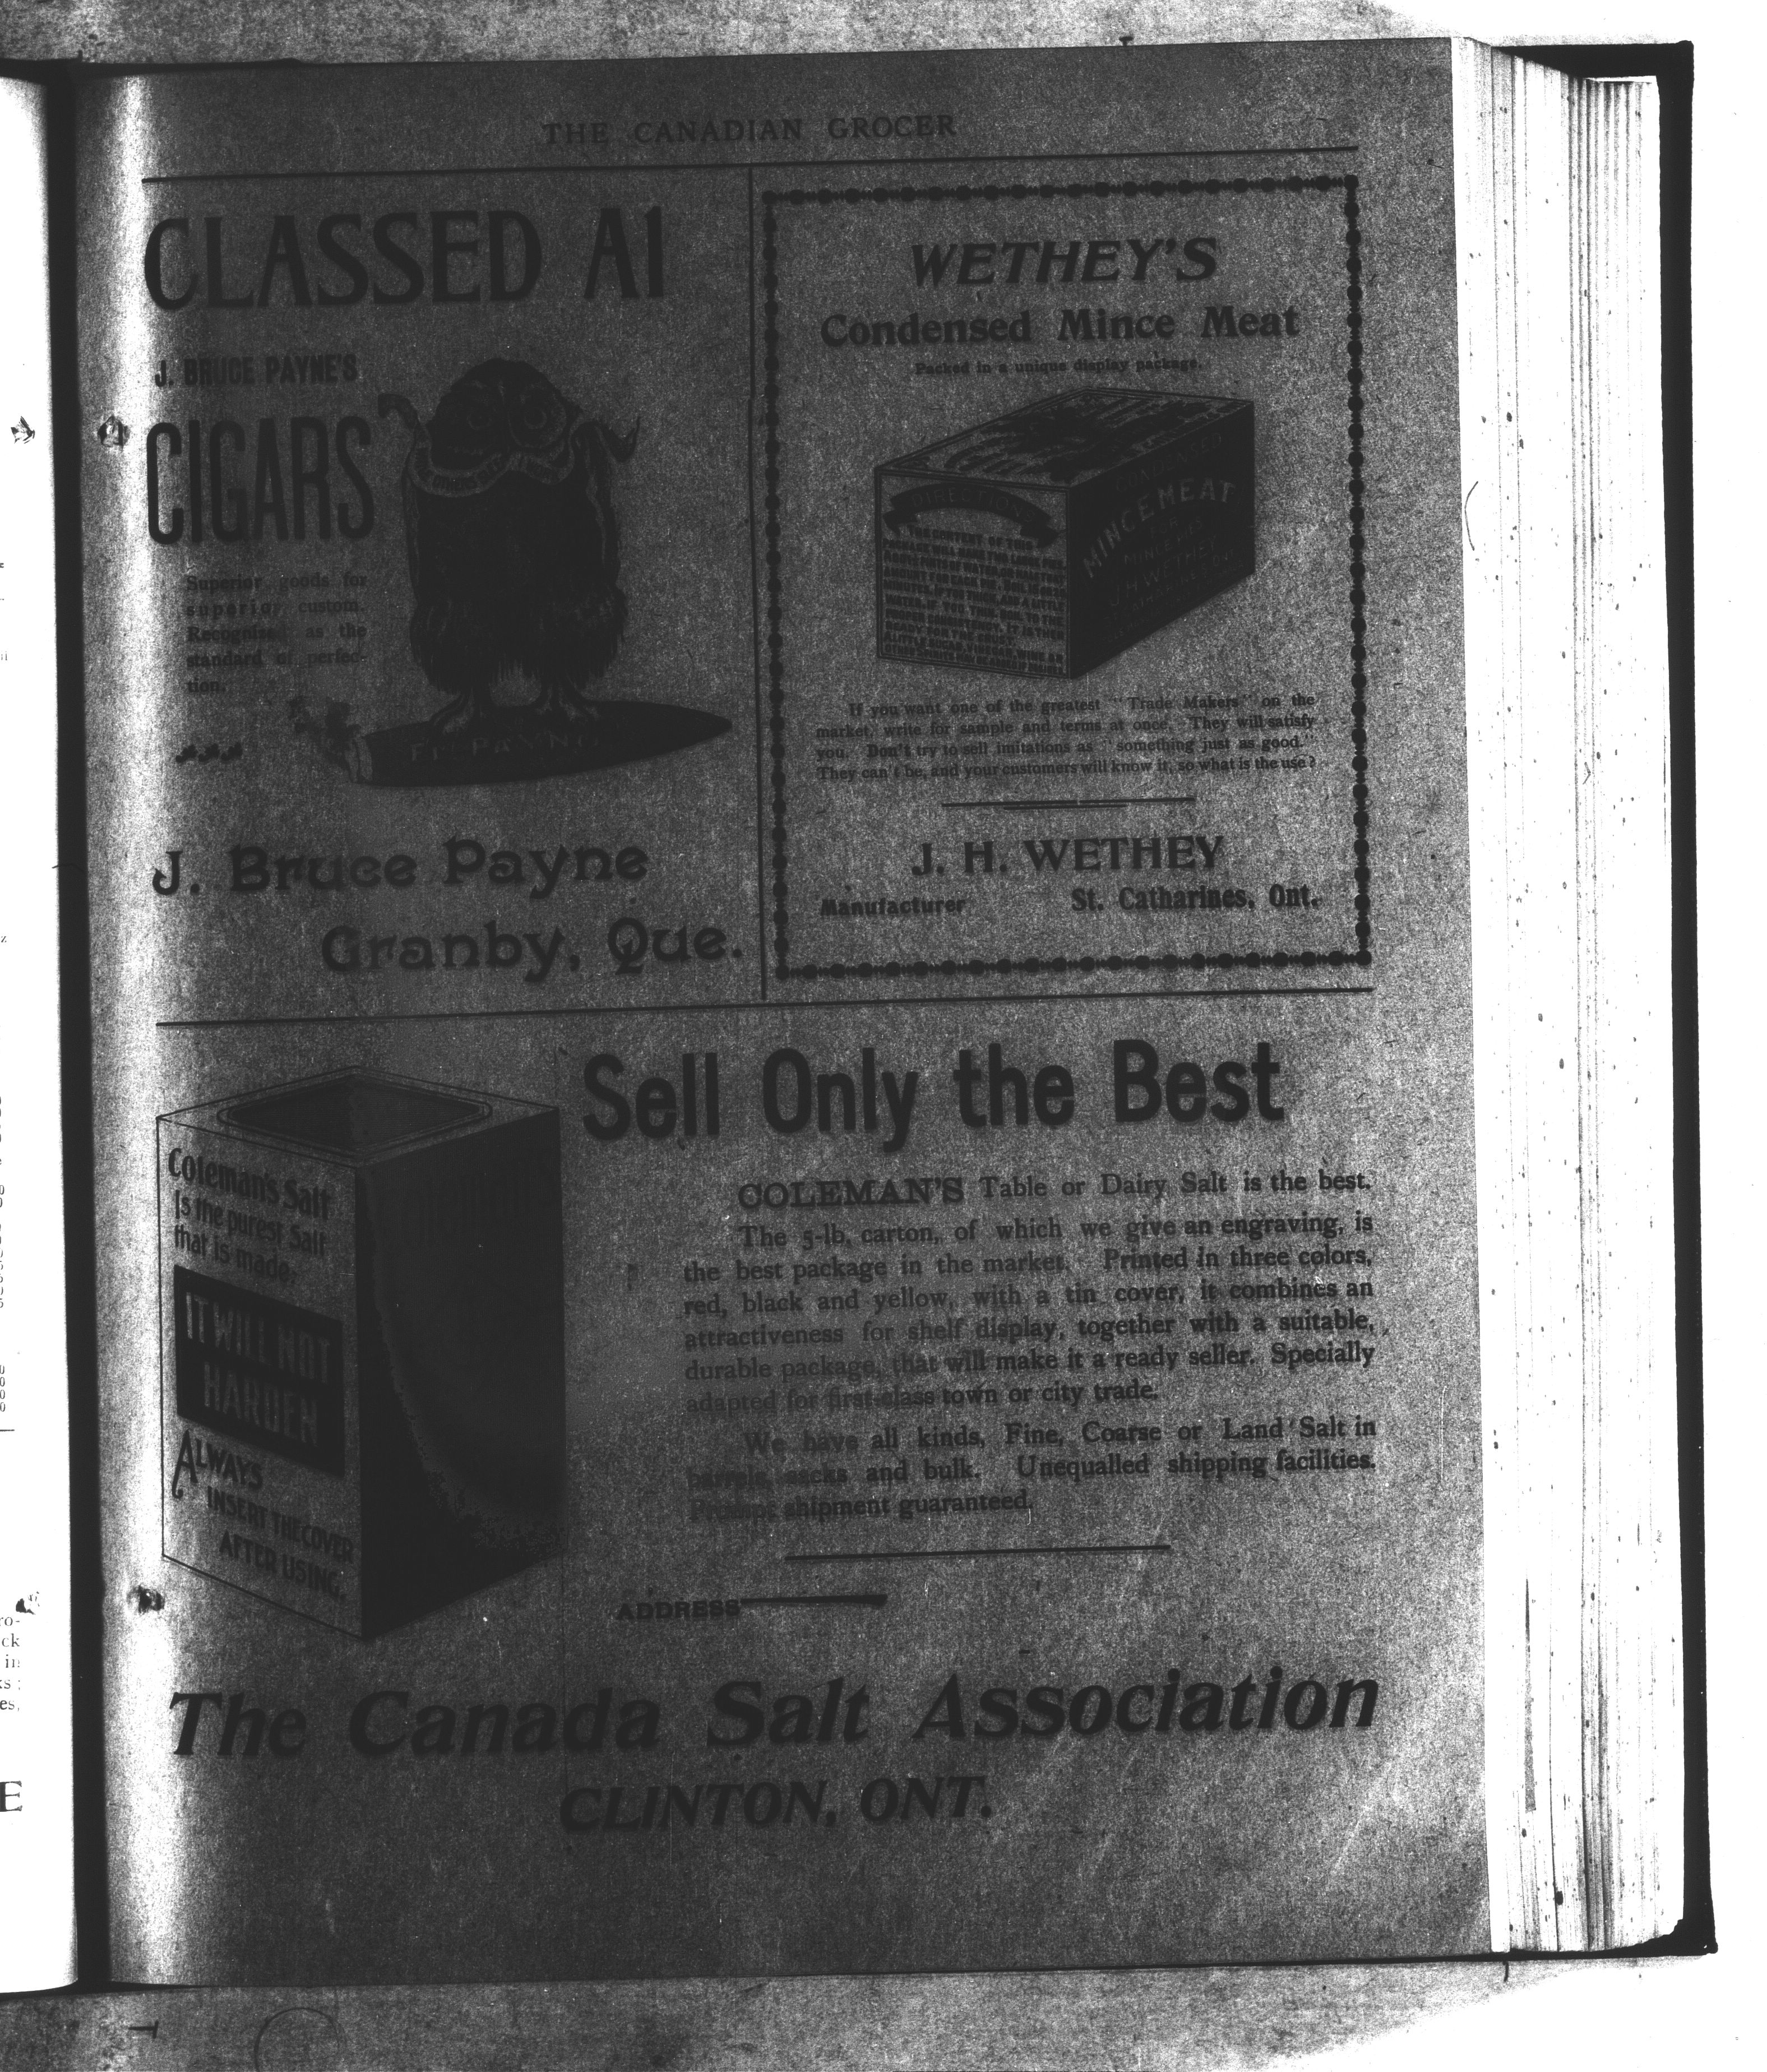 THE CANADIAN GROCER
CLASSED A1
J. BRUCE PAYNE'S
CIGARS
Superior goods for
superior custom.
Recognized as the
standard of perfec-
tion.
J. Bruce Payne
Granby, Que.
WETHEY'S
Condensed Mince Meat
Packed in a unique display package.
DIRECTIONS
CONDENSED
MINCE MEAT
J.H. WETHEY
If you want one of the greatest "Trade Makers" on the
market, write for sample and terms at once. They will satisfy
you. Don't try to sell imitations as "something just as good."
They can't be, and your customers will know it, so what is the use?
J. H. WETHEY
Manufacturer St. Catharines, Ont.
Sell Only the Best
Coleman's Salt
Is the purest Salt
that is made.
IT WILL NOT
HARDEN
ALWAYS
INSERT THE COVER
AFTER USING.
COLEMAN'S Table or Dairy Salt is the best.
The 5-lb. carton, of which we give an engraving, is
the best package in the market. Printed in three colors,
red, black and yellow, with a tin cover, it combines an
attractiveness for shelf display, together with a suitable,
durable package, that will make it a ready seller. Specially
adapted for first-class town or city trade.
We have all kinds, Fine, Coarse or Land Salt in
barrels, sacks and bulk. Unequalled shipping facilities.
Prompt shipment guaranteed.
ADDRESS
The Canada Salt Association
CLINTON, ONT.